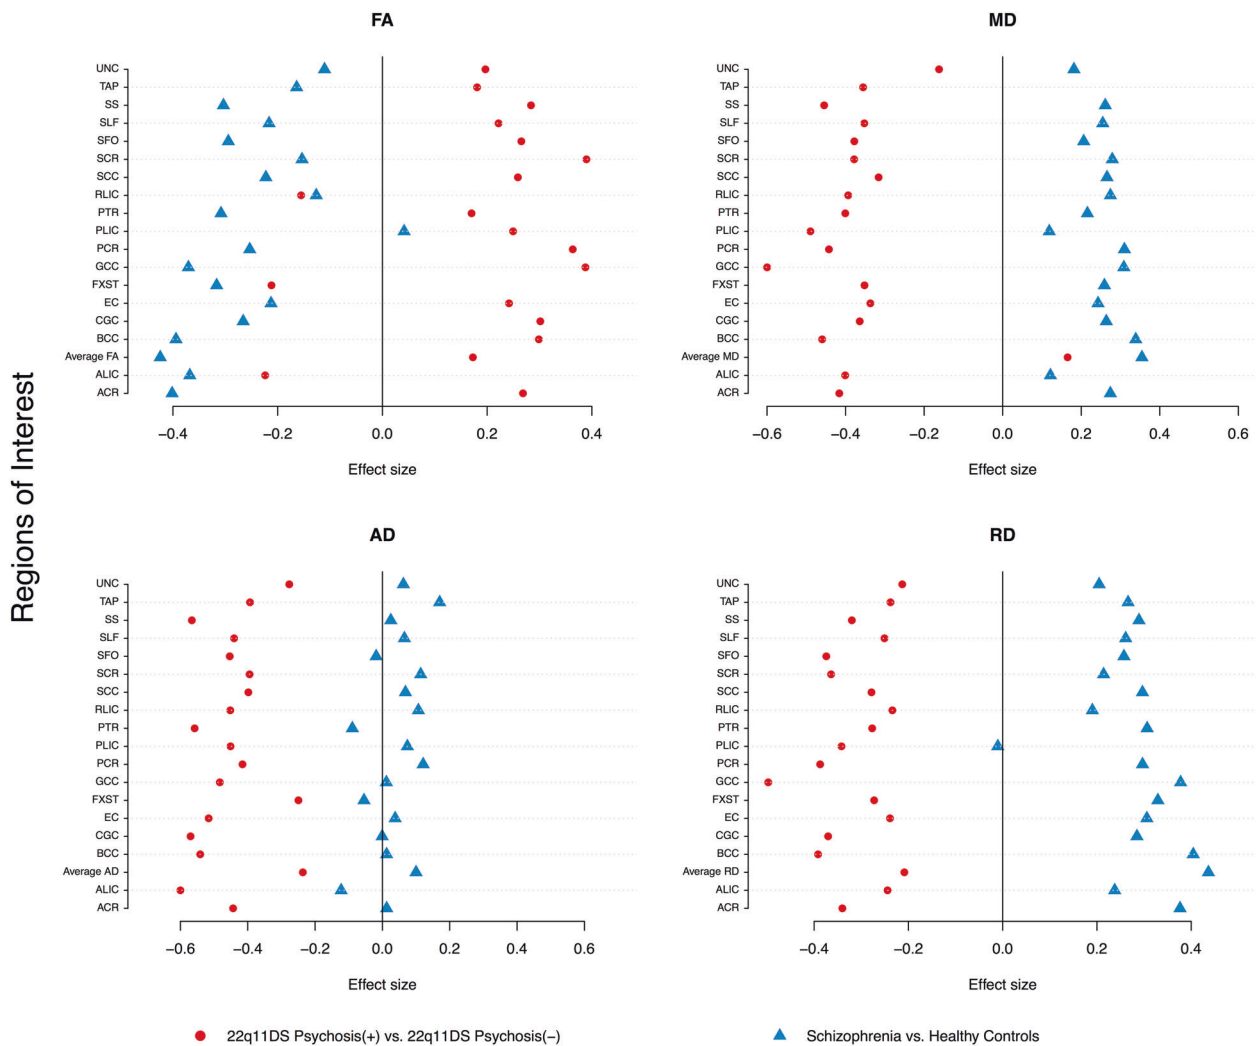 FA
MD
UNC
TAP
SS
SLF
SFO
SCR
SCC
RLIC
PTR
PLIC
PCR
GCC
FXST
EC
CGC
BCC
Average FA
ALIC
ACR
−0.4 −0.2 0.0 0.2 0.4
Effect size
UNC
TAP
SS
SLF
SFO
SCR
SCC
RLIC
PTR
PLIC
PCR
GCC
FXST
EC
CGC
BCC
Average MD
ALIC
ACR
−0.6 −0.4 −0.2 0.0 0.2 0.4 0.6
Effect size
Regions of Interest
AD
RD
UNC
TAP
SS
SLF
SFO
SCR
SCC
RLIC
PTR
PLIC
PCR
GCC
FXST
EC
CGC
BCC
Average AD
ALIC
ACR
−0.6 −0.4 −0.2 0.0 0.2 0.4 0.6
Effect size
UNC
TAP
SS
SLF
SFO
SCR
SCC
RLIC
PTR
PLIC
PCR
GCC
FXST
EC
CGC
BCC
Average RD
ALIC
ACR
−0.4 −0.2 0.0 0.2 0.4
Effect size
22q11DS Psychosis(+) vs. 22q11DS Psychosis(−)
Schizophrenia vs. Healthy Controls